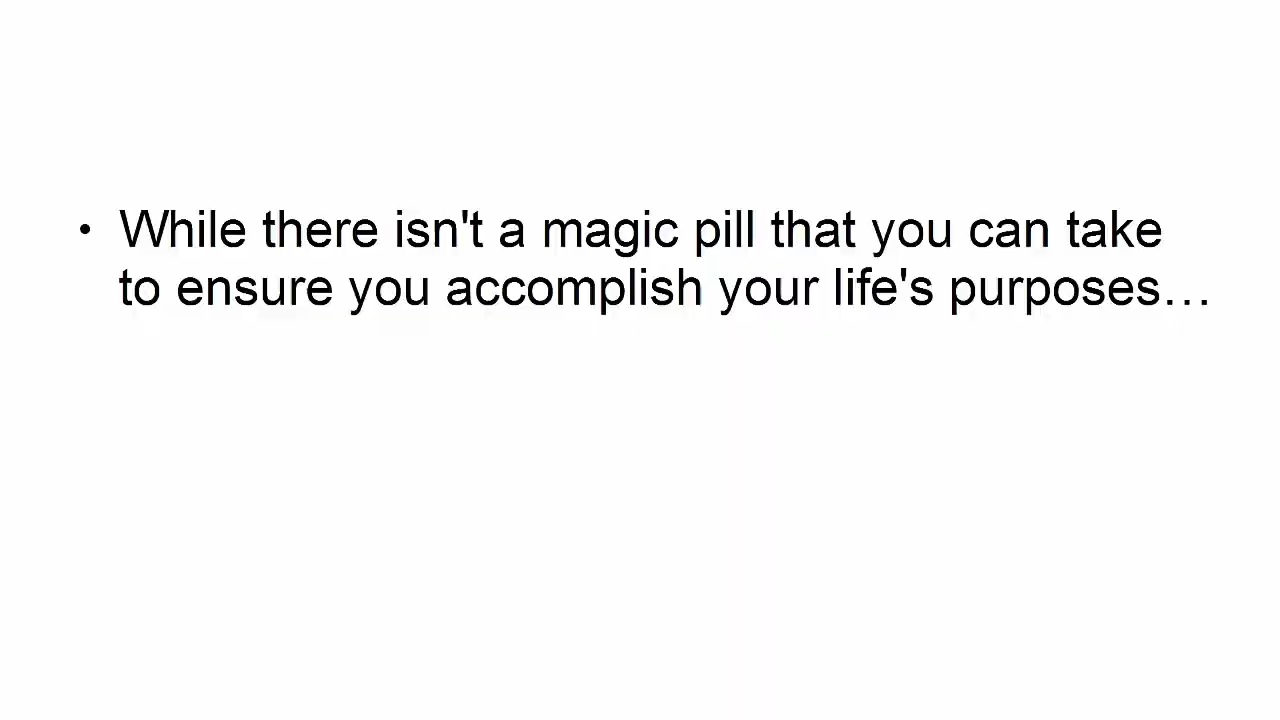 • While there isn't a magic pill that you can take
to ensure you accomplish your life's purposes…